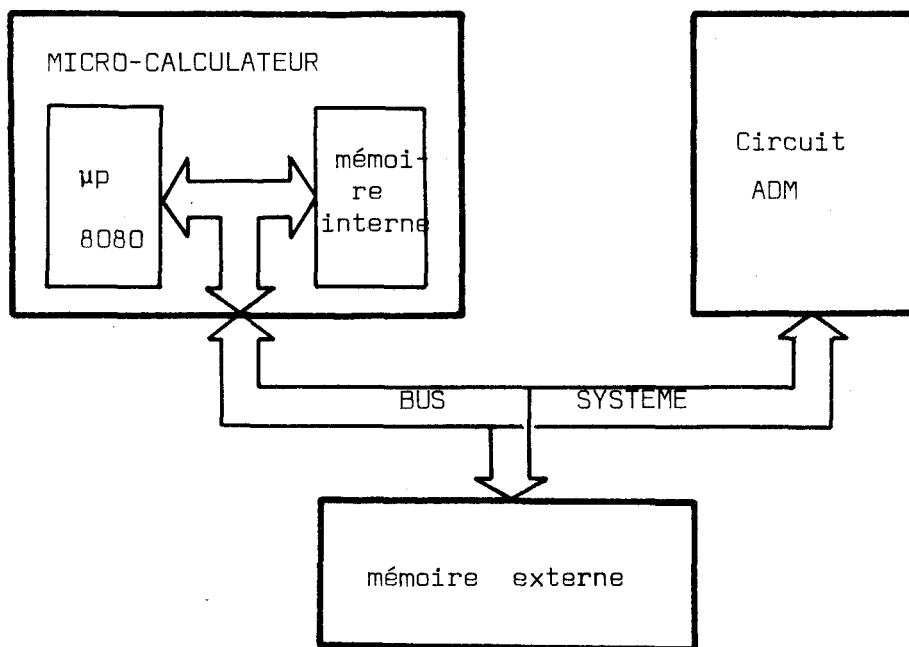 MICRO-CALCULATEUR
µp
8080
mémoi-
re
interne
Circuit
ADM
BUS SYSTEME
mémoire externe